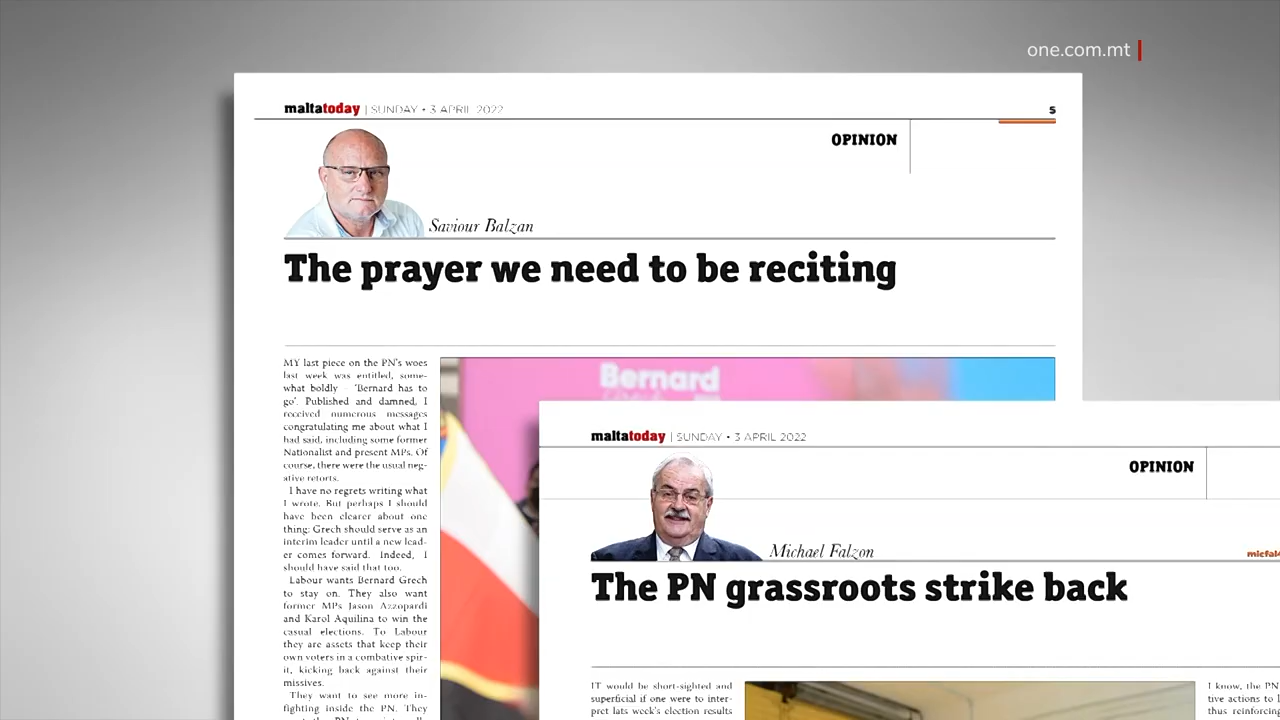 one.com.mt
maltatoday | SUNDAY • 3 APRIL 2022
5
OPINION
Saviour Balzan
The prayer we need to be reciting
MY last piece on the PN's woes
last week was entitled, some-
what boldly 'Bernard has to
go'. Published and damned, I
received numerous messages
congratulating me about what I
had said, including some former
Nationalist and present MPs. Of
course, there were the usual neg-
ative retorts.
I have no regrets writing what
I wrote. But perhaps I should
have been clearer about one
thing: Grech should serve as an
interim leader until a new lead-
er comes forward. Indeed, I
should have said that too.
Labour wants Bernard Grech
to stay on. They also want
former MPs Jason Azzopardi
and Karol Aquilina to win the
casual elections. To Labour
they are assets that keep their
own voters in a combative spir-
it, kicking back against their
missives.
They want to see more in-
fighting inside the PN. They
Bernard
maltatoday | SUNDAY • 3 APRIL 2022
OPINION
Michael Falzon
micfal
The PN grassroots strike back
IT would be short-sighted and
superficial if one were to inter-
pret lats week's election results
I know, the PN
tive actions to
thus reinforcing